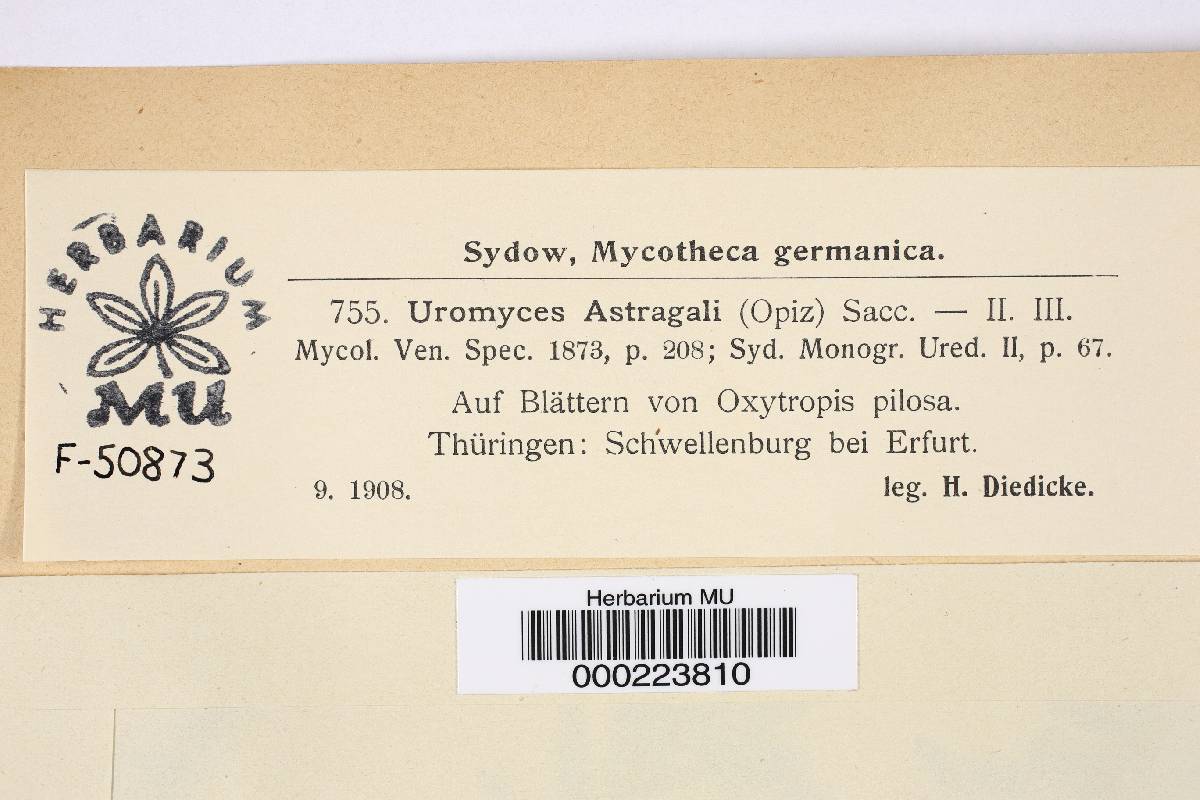 HERBARIUM
MU
F-50873
Sydow, Mycotheca germanica.
755. Uromyces Astragali (Opiz) Sacc. — II. III.
Mycol. Ven. Spec. 1873, p. 208; Syd. Monogr. Ured. II, p. 67.
Auf Blättern von Oxytropis pilosa.
Thüringen: Schwellenburg bei Erfurt.
9. 1908. leg. H. Diedicke.
Herbarium MU
000223810